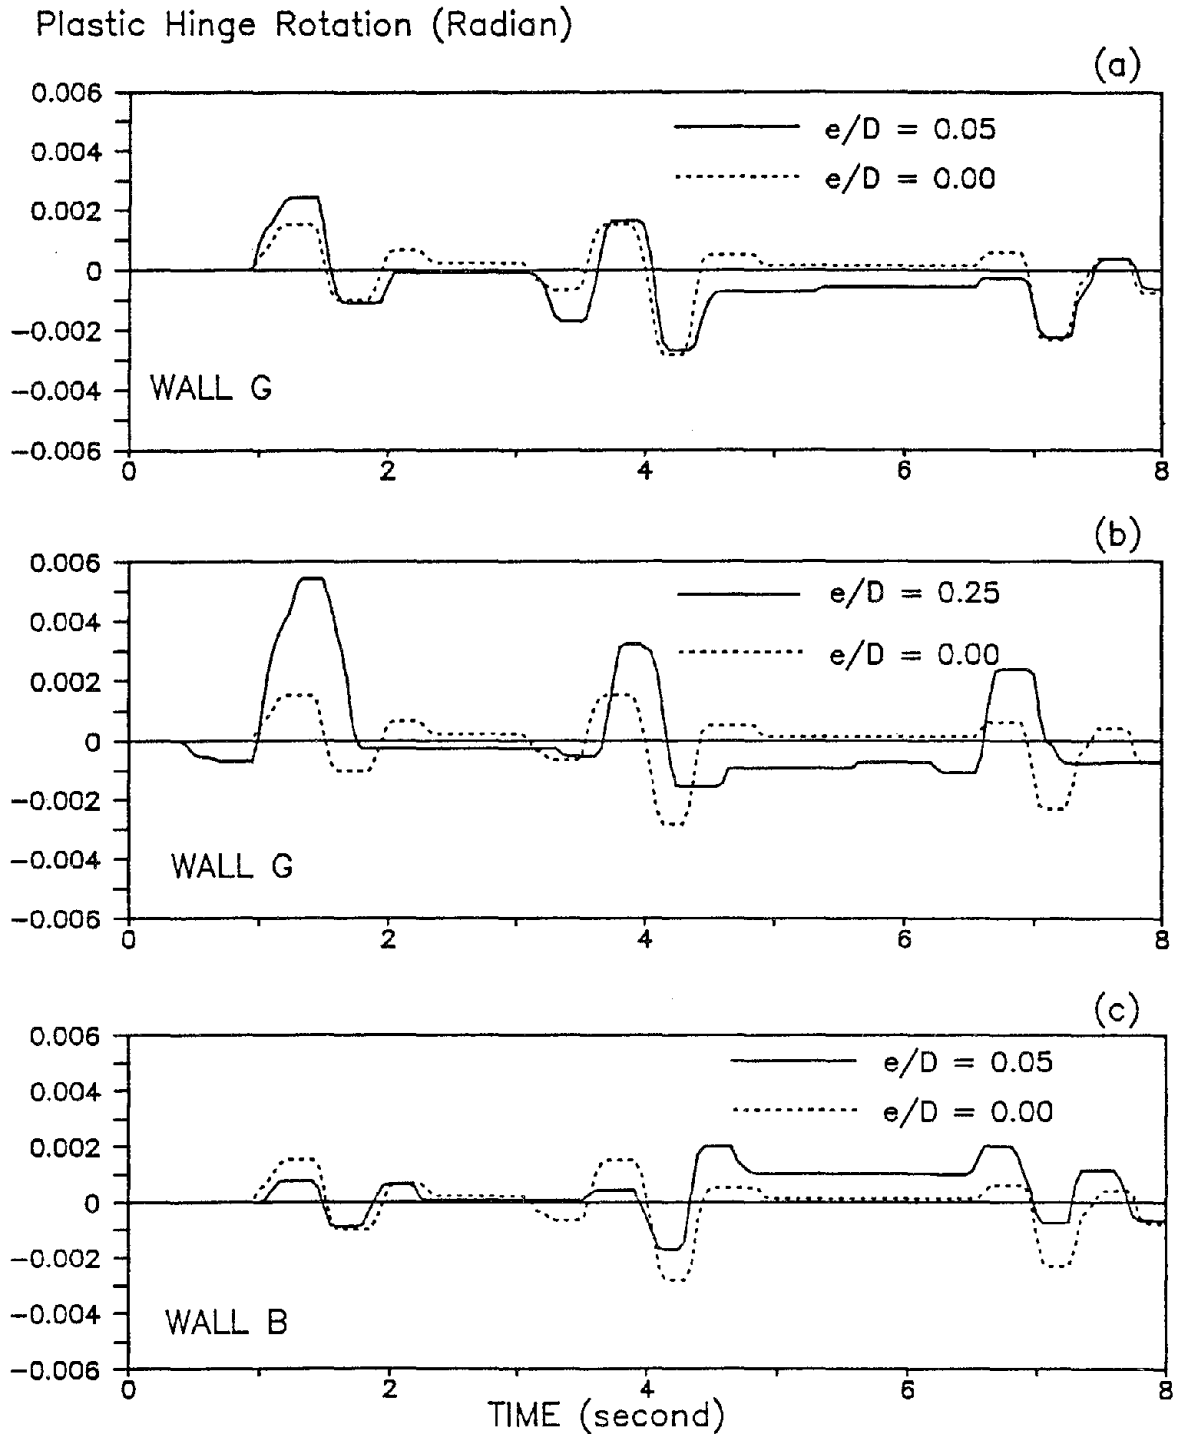 Plastic Hinge Rotation (Radian)
(a)
0.006
0.004
0.002
0
−0.002
−0.004
−0.006
e/D = 0.05
e/D = 0.00
WALL G
0 2 4 6 8
(b)
0.006
0.004
0.002
0
−0.002
−0.004
−0.006
e/D = 0.25
e/D = 0.00
WALL G
0 2 4 6 8
(c)
0.006
0.004
0.002
0
−0.002
−0.004
−0.006
e/D = 0.05
e/D = 0.00
WALL B
0 2 4 6 8
TIME (second)